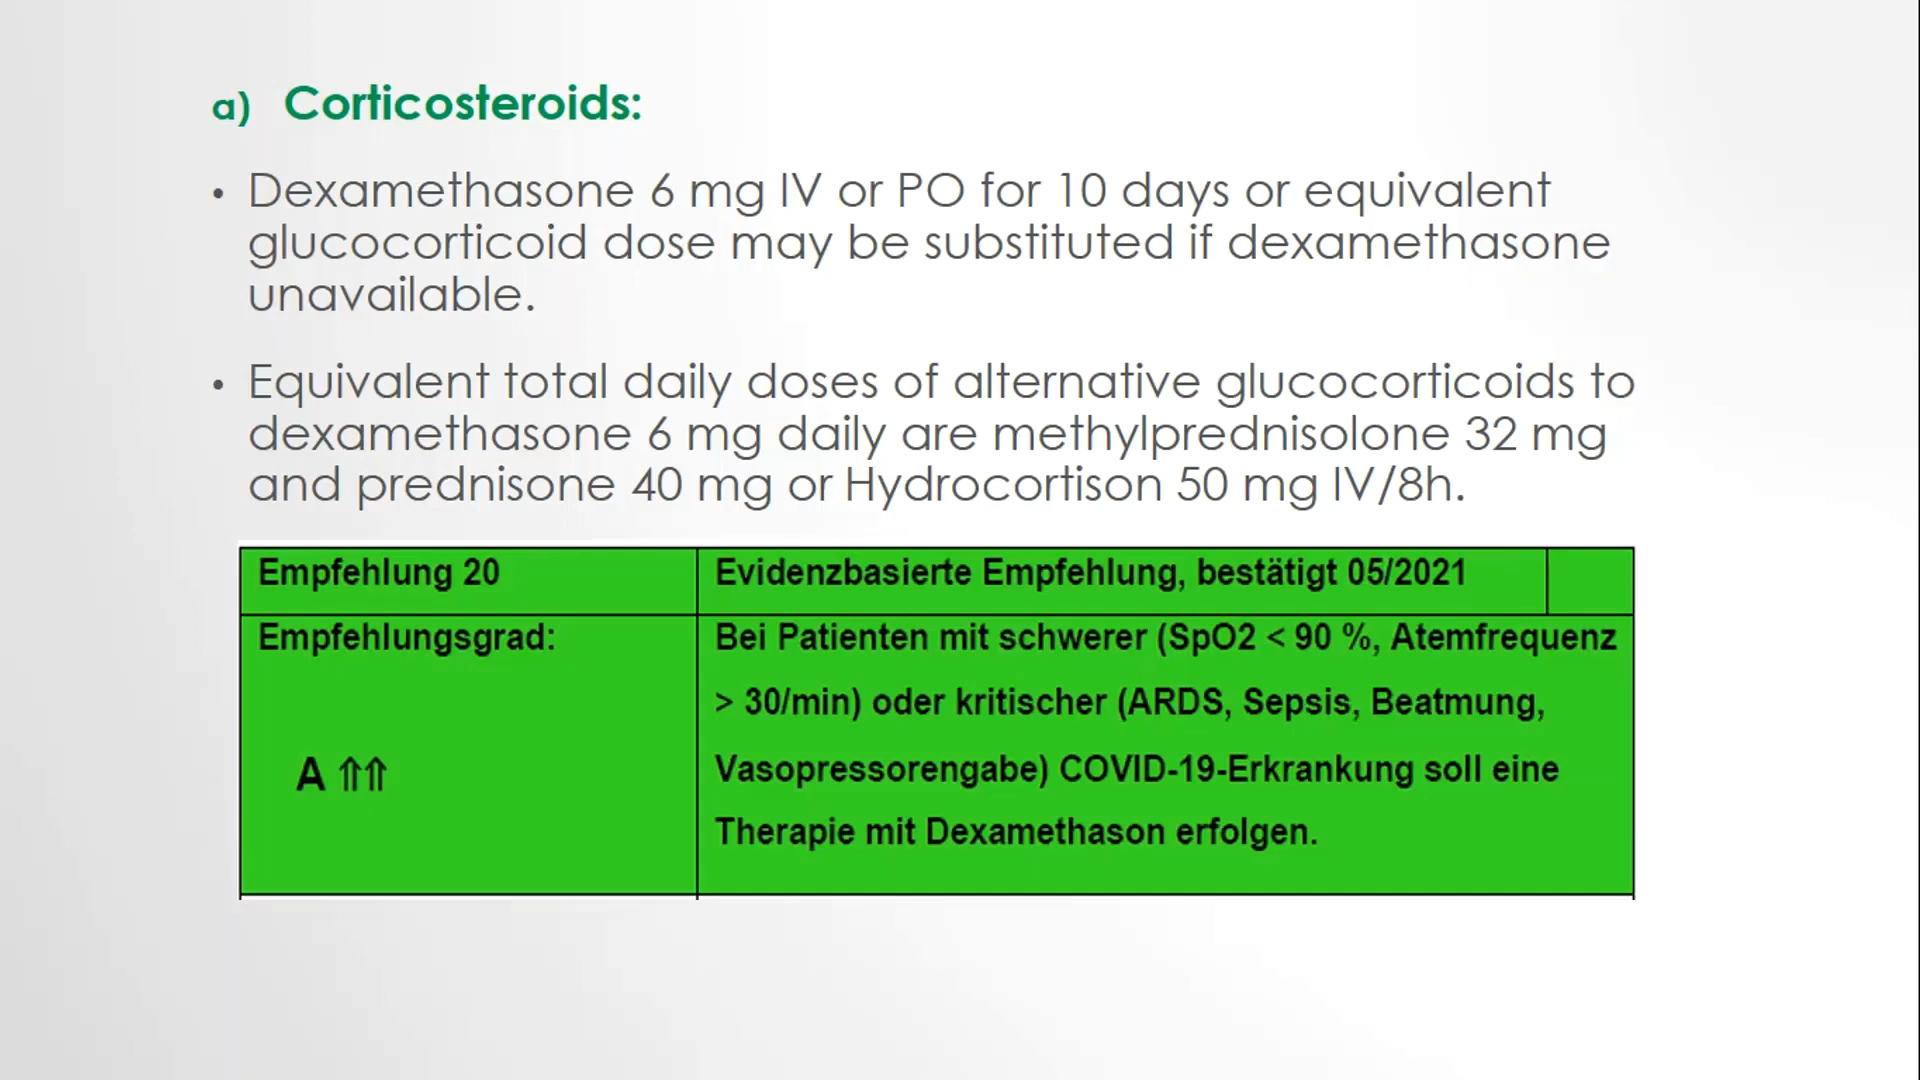 a) Corticosteroids:
• Dexamethasone 6 mg IV or PO for 10 days or equivalent
glucocorticoid dose may be substituted if dexamethasone
unavailable.
• Equivalent total daily doses of alternative glucocorticoids to
dexamethasone 6 mg daily are methylprednisolone 32 mg
and prednisone 40 mg or Hydrocortison 50 mg IV/8h.
Empfehlung 20
Evidenzbasierte Empfehlung, bestätigt 05/2021
Empfehlungsgrad:
A ⇑⇑
Bei Patienten mit schwerer (SpO2 < 90 %, Atemfrequenz
> 30/min) oder kritischer (ARDS, Sepsis, Beatmung,
Vasopressorengabe) COVID-19-Erkrankung soll eine
Therapie mit Dexamethason erfolgen.